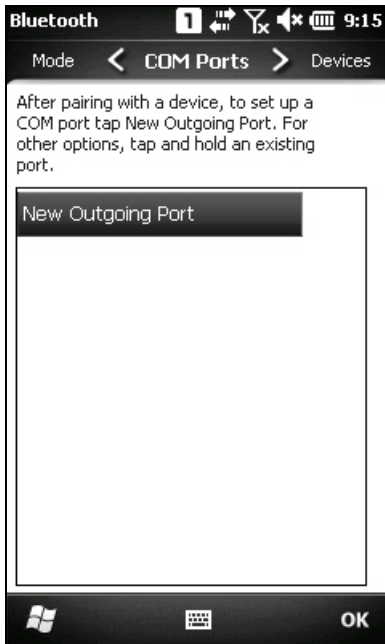 Bluetooth 1 9:15
Mode < COM Ports > Devices
After pairing with a device, to set up a
COM port tap New Outgoing Port. For
other options, tap and hold an existing
port.
New Outgoing Port
OK